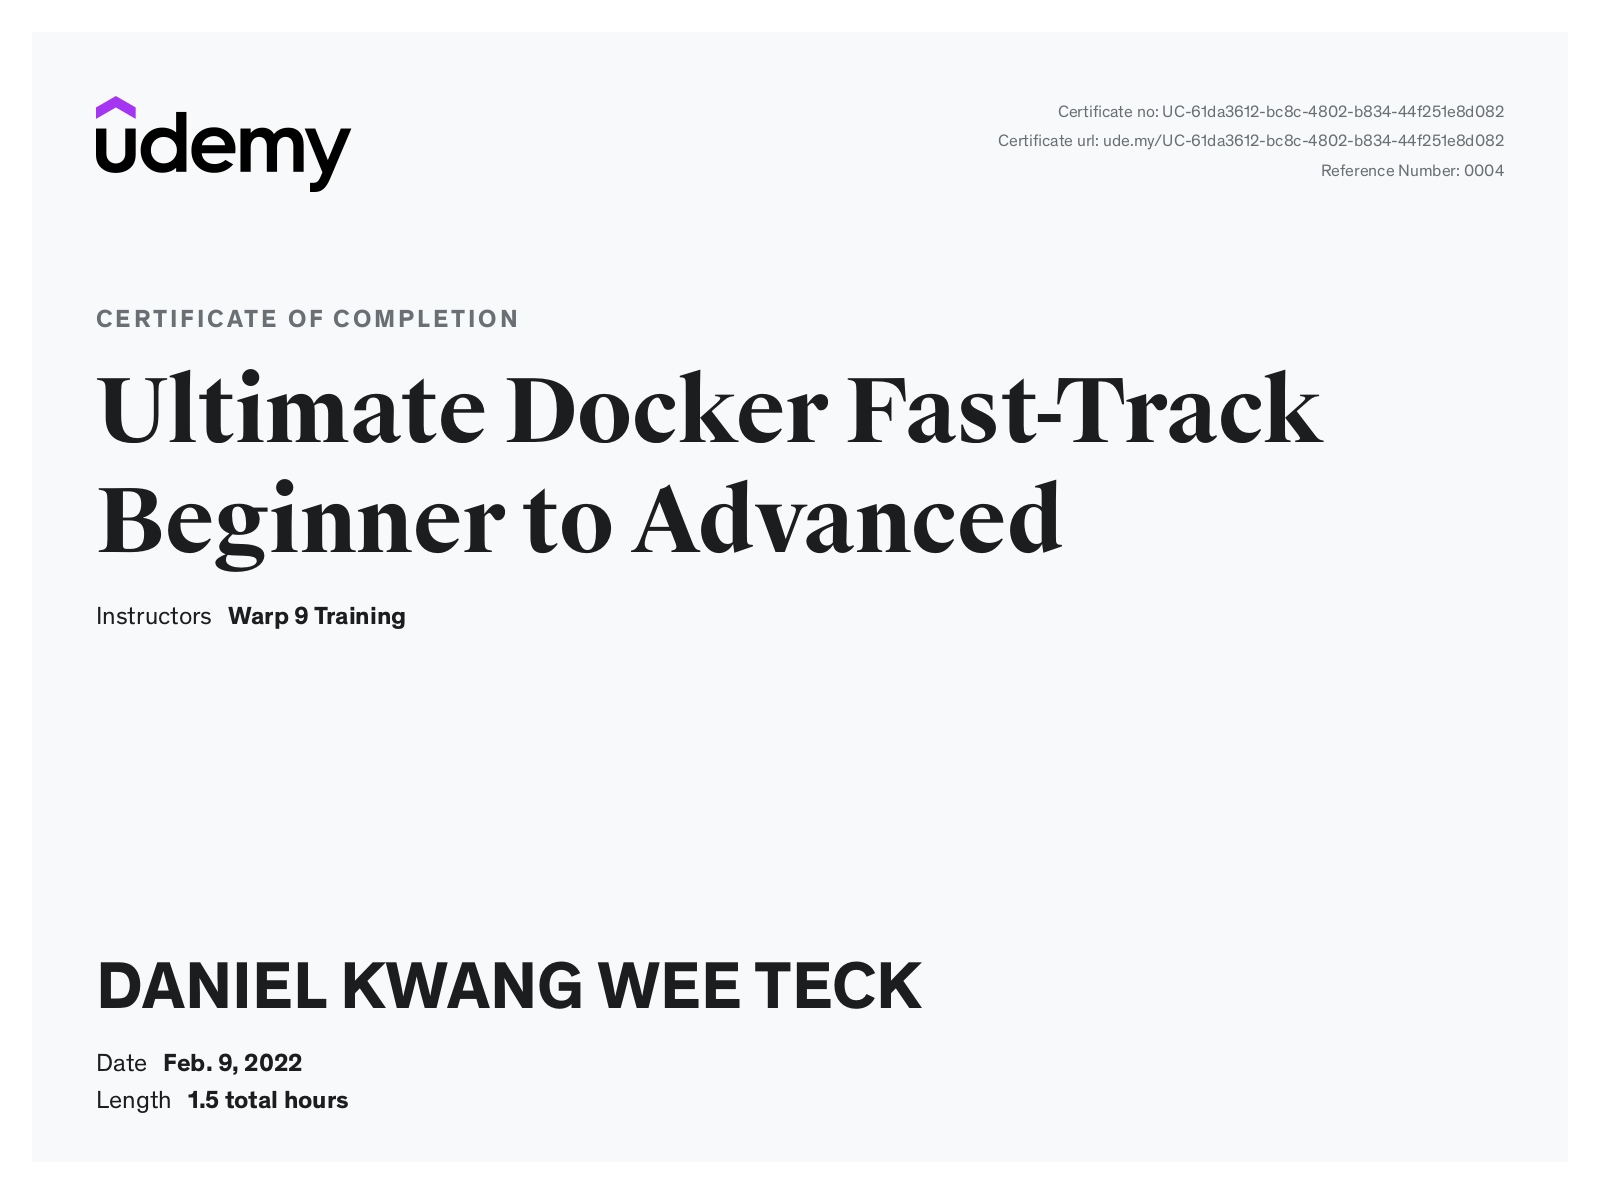 udemy
Certificate no: UC-61da3612-bc8c-4802-b834-44f251e8d082
Certificate url: ude.my/UC-61da3612-bc8c-4802-b834-44f251e8d082
Reference Number: 0004
CERTIFICATE OF COMPLETION
Ultimate Docker Fast-Track
Beginner to Advanced
Instructors Warp 9 Training
DANIEL KWANG WEE TECK
Date Feb. 9, 2022
Length 1.5 total hours